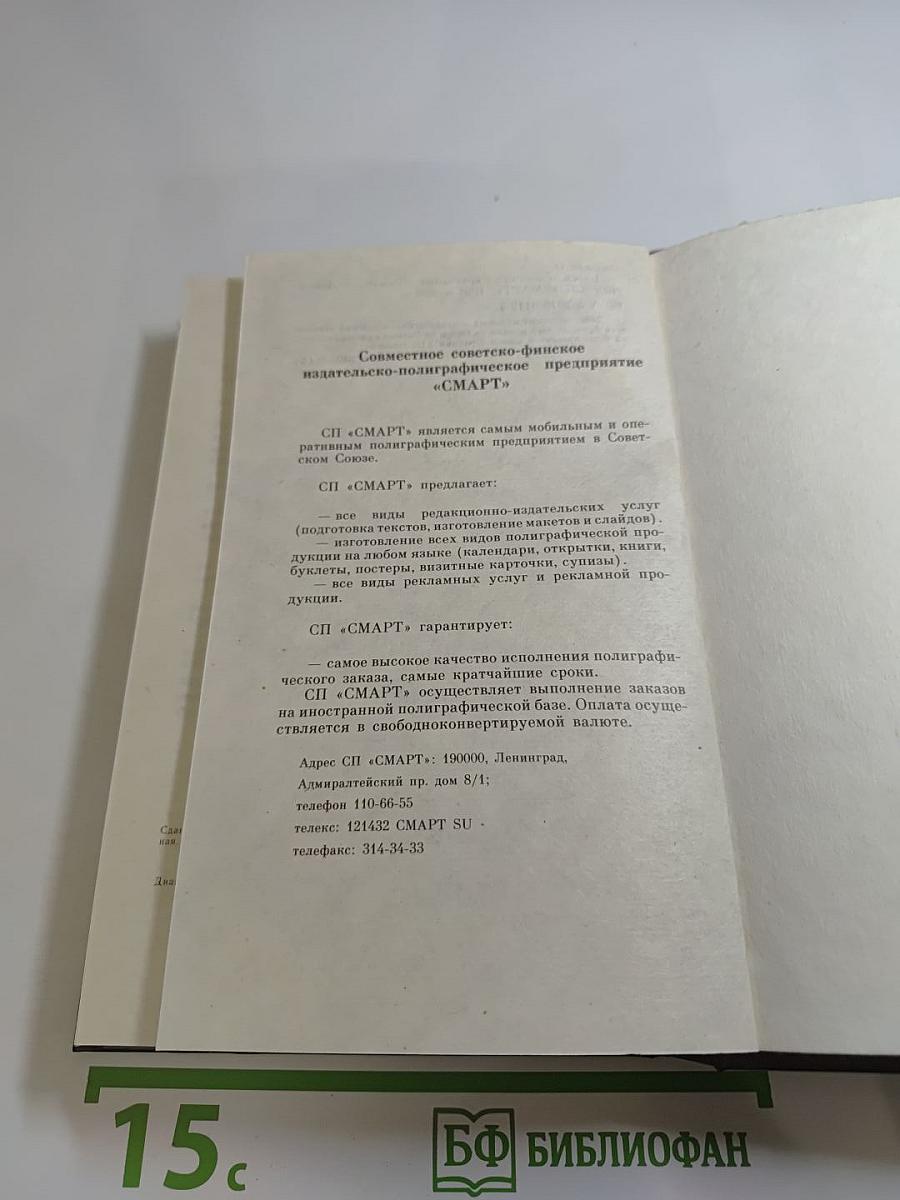 Совместное советско-финское
издательско-полиграфическое предприятие
«СМАРТ»
СП «СМАРТ» является самым мобильным и опе-
ративным полиграфическим предприятием в Совет-
ском Союзе.
СП «СМАРТ» предлагает:
— все виды редакционно-издательских услуг
(подготовка текстов, изготовление макетов и слайдов).
— изготовление всех видов полиграфической про-
дукции на любом языке (календари, открытки, книги,
буклеты, постеры, визитные карточки, супизы).
— все виды рекламных услуг и рекламной про-
дукции.
СП «СМАРТ» гарантирует:
— самое высокое качество исполнения полиграфи-
ческого заказа, самые кратчайшие сроки.
СП «СМАРТ» осуществляет выполнение заказов
на иностранной полиграфической базе. Оплата осуще-
ствляется в свободноконвертируемой валюте.
Адрес СП «СМАРТ»: 190000, Ленинград,
Адмиралтейский пр. дом 8/1;
телефон 110-66-55
телекс: 121432 СМАРТ SU
телефакс: 314-34-33
Сдан
ная
15 с
БФ БИБЛИОФАН